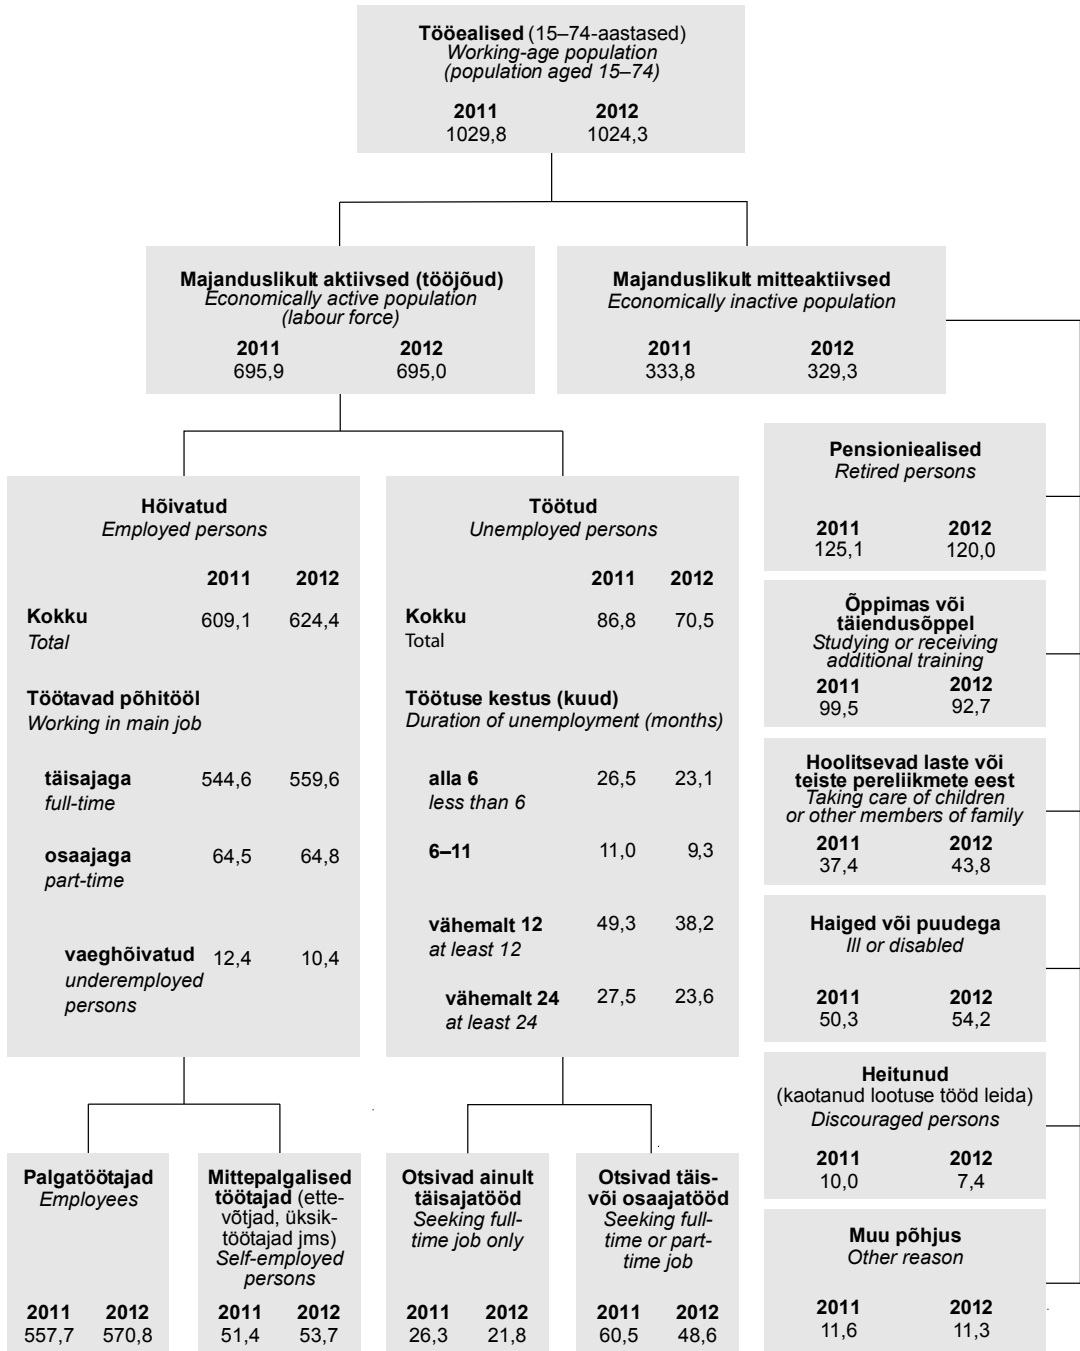 Tööealised (15–74-aastased)
Working-age population
(population aged 15–74)
2011 2012
1029,8 1024,3
Majanduslikult aktiivsed (tööjõud)
Economically active population
(labour force)
2011 2012
695,9 695,0
Majanduslikult mitteaktiivsed
Economically inactive population
2011 2012
333,8 329,3
Hõivatud
Employed persons
2011 2012
Kokku 609,1 624,4
Total
Töötavad põhitööl
Working in main job
täisajaga 544,6 559,6
full-time
osaajaga 64,5 64,8
part-time
vaeghõivatud 12,4 10,4
underemployed
persons
Töötud
Unemployed persons
2011 2012
Kokku 86,8 70,5
Total
Töötuse kestus (kuud)
Duration of unemployment (months)
alla 6 26,5 23,1
less than 6
6–11 11,0 9,3
vähemalt 12 49,3 38,2
at least 12
vähemalt 24 27,5 23,6
at least 24
Pensioniealised
Retired persons
2011 2012
125,1 120,0
Õppimas või
täiendusõppel
Studying or receiving
additional training
2011 2012
99,5 92,7
Hoolitsevad laste või
teiste pereliikmete eest
Taking care of children
or other members of family
2011 2012
37,4 43,8
Haiged või puudega
Ill or disabled
2011 2012
50,3 54,2
Heitunud
(kaotanud lootuse tööd leida)
Discouraged persons
2011 2012
10,0 7,4
Muu põhjus
Other reason
2011 2012
11,6 11,3
Palgatöötajad
Employees
2011 2012
557,7 570,8
Mittepalgalised
töötajad (ette-
võtjad, üksik-
töötajad jms)
Self-employed
persons
2011 2012
51,4 53,7
Otsivad ainult
täisajatööd
Seeking full-
time job only
2011 2012
26,3 21,8
Otsivad täis-
või osaajatööd
Seeking full-
time or part-
time job
2011 2012
60,5 48,6